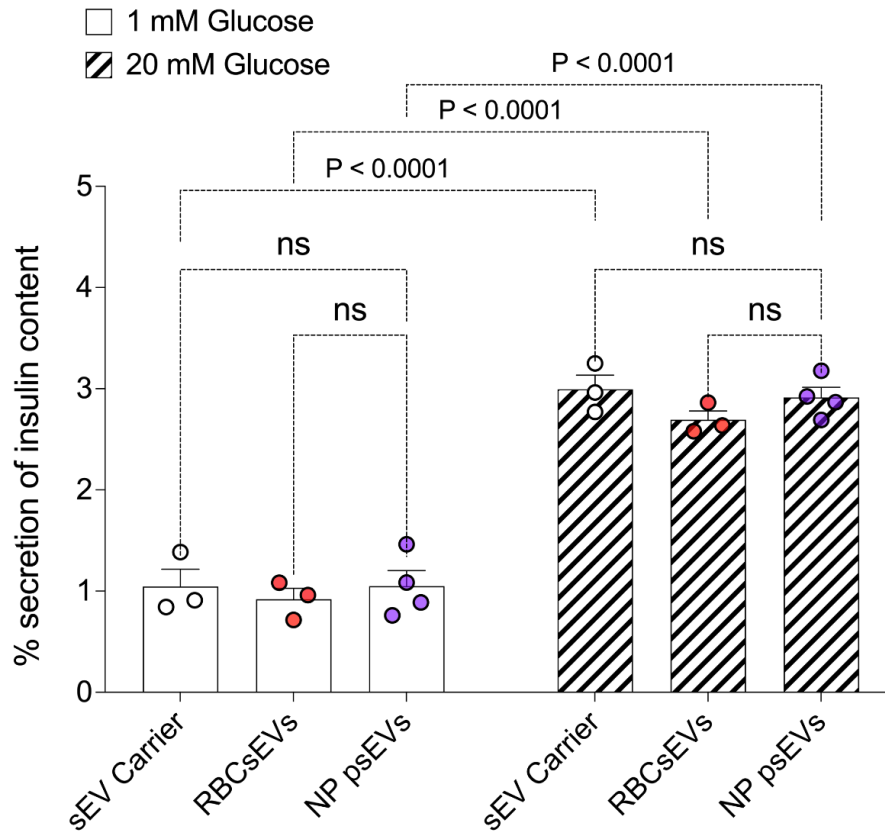 1 mM Glucose
20 mM Glucose
P < 0.0001
P < 0.0001
P < 0.0001
ns
ns
ns
ns
% secretion of insulin content
5
4
3
2
1
0
sEV Carrier
RBCsEVs
NP psEVs
sEV Carrier
RBCsEVs
NP psEVs